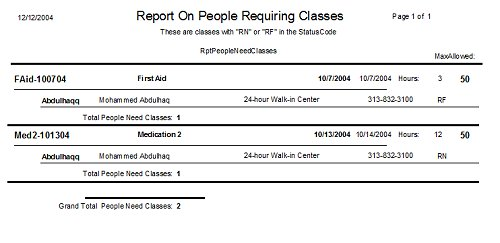 12/12/2004 Report On People Requiring Classes Page 1 of 1
These are classes with "RN" or "RF" in the StatusCode
RptPeopleNeedClasses
MaxAllowed:
FAid-100704 First Aid 10/7/2004 10/7/2004 Hours: 3 50
Abdulhaqq Mohammed Abdulhaq 24-hour Walk-in Center 313-832-3100 RF
Total People Need Classes: 1
Med2-101304 Medication 2 10/13/2004 10/14/2004 Hours: 12 50
Abdulhaqq Mohammed Abdulhaq 24-hour Walk-in Center 313-832-3100 RN
Total People Need Classes: 1
Grand Total People Need Classes: 2